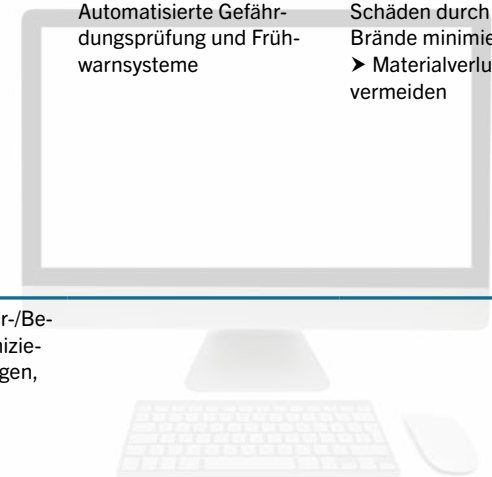 Automatisierte Gefähr-
dungsprüfung und Früh-
warnsysteme
Schäden durch
Brände minimie
➤ Materialverlu
vermeiden
r-/Be-
nizie-
gen,